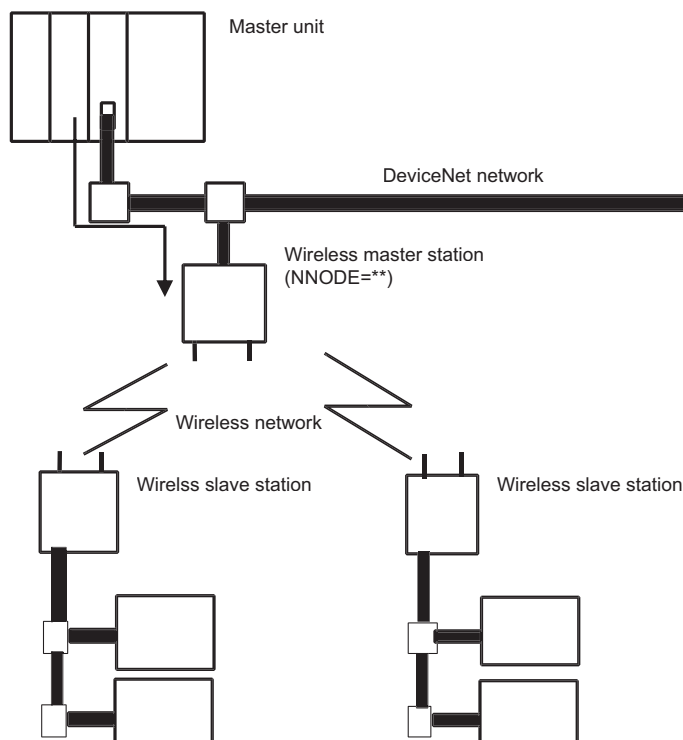 Master unit
DeviceNet network
Wireless master station
(NNODE=**)
Wireless network
Wirelss slave station
Wireless slave station